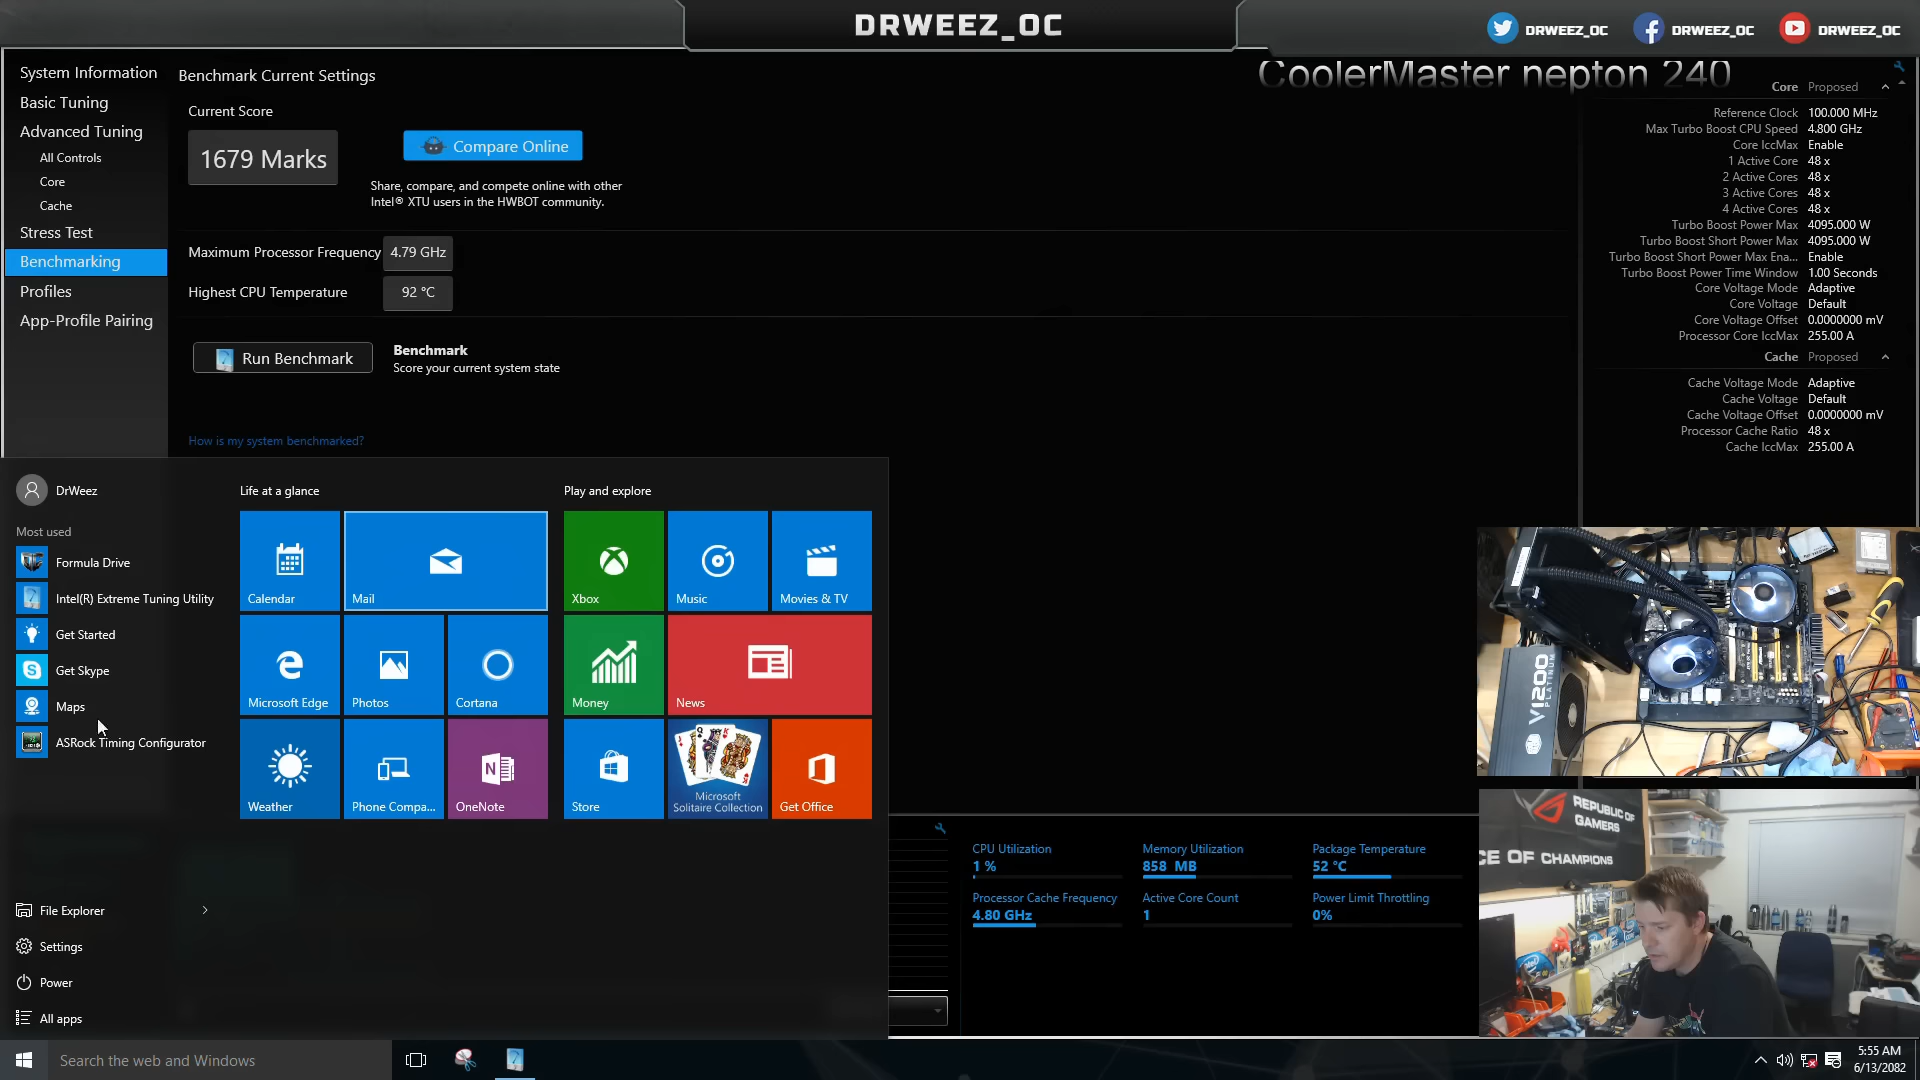 DRWEEZ_OC
DRWEEZ_OC
DRWEEZ_OC
DRWEEZ_OC
System Information
Basic Tuning
Advanced Tuning
All Controls
Core
Cache
Stress Test
Benchmarking
Profiles
App-Profile Pairing
Benchmark Current Settings
Current Score
1679 Marks
Compare Online
Share, compare, and compete online with other
Intel® XTU users in the HWBOT community.
Maximum Processor Frequency 4.79 GHz
Highest CPU Temperature 92 °C
Run Benchmark
Benchmark
Score your current system state
How is my system benchmarked?
CoolerMaster nepton 240
Core Proposed
Reference Clock 100.000 MHz
Max Turbo Boost CPU Speed 4.800 GHz
Core IccMax Enable
1 Active Core 48 x
2 Active Cores 48 x
3 Active Cores 48 x
4 Active Cores 48 x
Turbo Boost Power Max 4095.000 W
Turbo Boost Short Power Max 4095.000 W
Turbo Boost Short Power Max Ena... Enable
Turbo Boost Power Time Window 1.00 Seconds
Core Voltage Mode Adaptive
Core Voltage Default
Core Voltage Offset 0.0000000 mV
Processor Core IccMax 255.00 A
Cache Proposed
Cache Voltage Mode Adaptive
Cache Voltage Default
Cache Voltage Offset 0.0000000 mV
Processor Cache Ratio 48 x
Cache IccMax 255.00 A
DrWeez
Most used
Formula Drive
Intel(R) Extreme Tuning Utility
Get Started
Get Skype
Maps
ASRock Timing Configurator
File Explorer
Settings
Power
All apps
Life at a glance
Calendar
Mail
Microsoft Edge
Photos
Cortana
Weather
Phone Compa...
OneNote
Play and explore
Xbox
Music
Movies & TV
Money
News
Store
Microsoft
Solitaire Collection
Get Office
CPU Utilization
1 %
Memory Utilization
858 MB
Package Temperature
52 °C
Processor Cache Frequency
4.80 GHz
Active Core Count
1
Power Limit Throttling
0%
V1200
PLATINUM
REPUBLIC OF
GAMERS
CE OF CHAMPIONS
Search the web and Windows
5:55 AM
6/13/2082